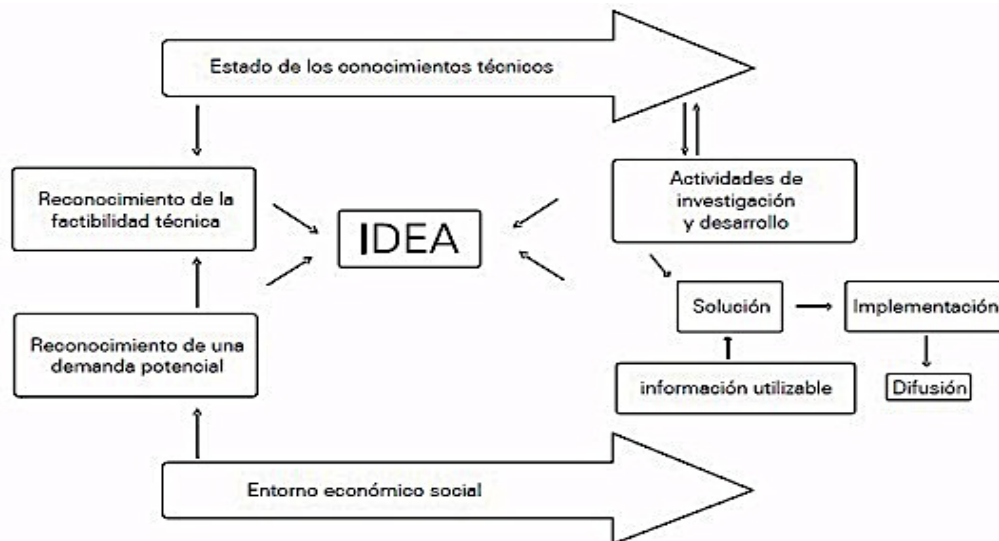 Estado de los conocimientos técnicos
Reconocimiento de la
factibilidad técnica
IDEA
Actividades de
investigación
y desarrollo
Reconocimiento de una
demanda potencial
Solución
Implementación
información utilizable
Difusión
Entorno económico social